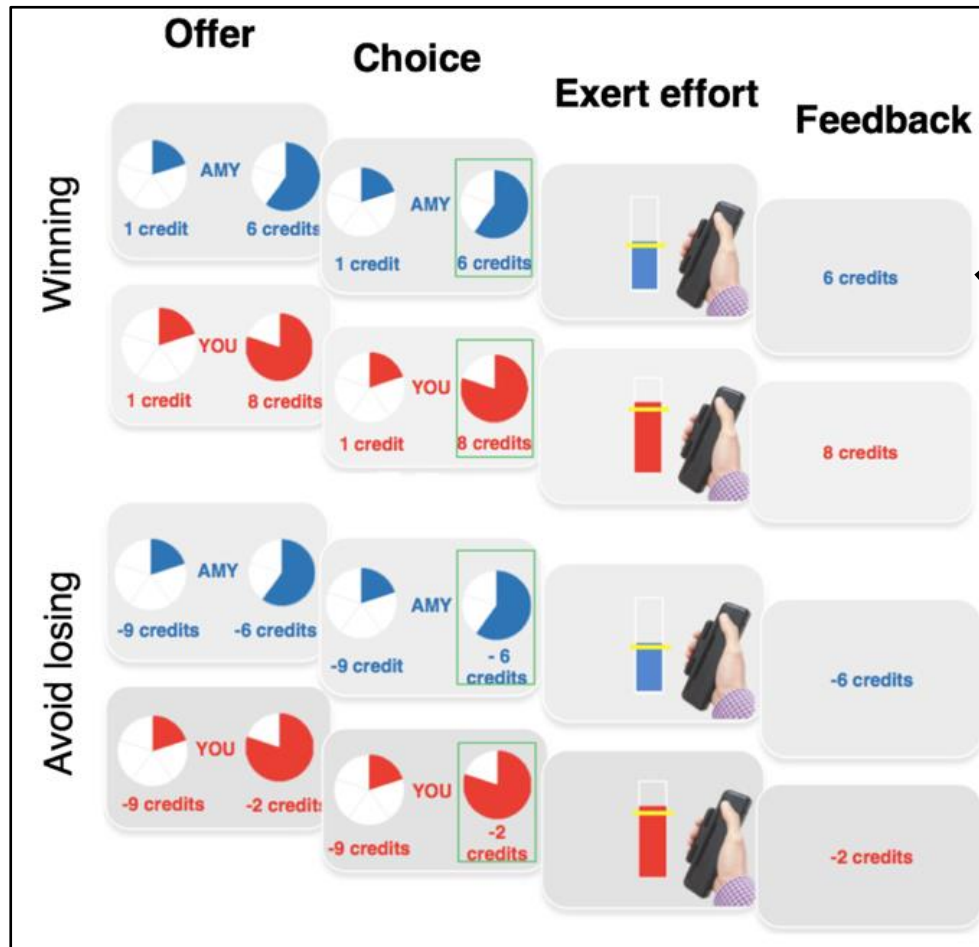 Offer
Choice
Exert effort
Feedback
Winning
AMY
1 credit
6 credits
AMY
1 credit
6 credits
6 credits
YOU
1 credit
8 credits
YOU
1 credit
8 credits
8 credits
Avoid losing
AMY
-9 credits
-6 credits
AMY
-9 credit
- 6
credits
-6 credits
YOU
-9 credits
-2 credit
YOU
-9 credits
-2
credits
-2 credits